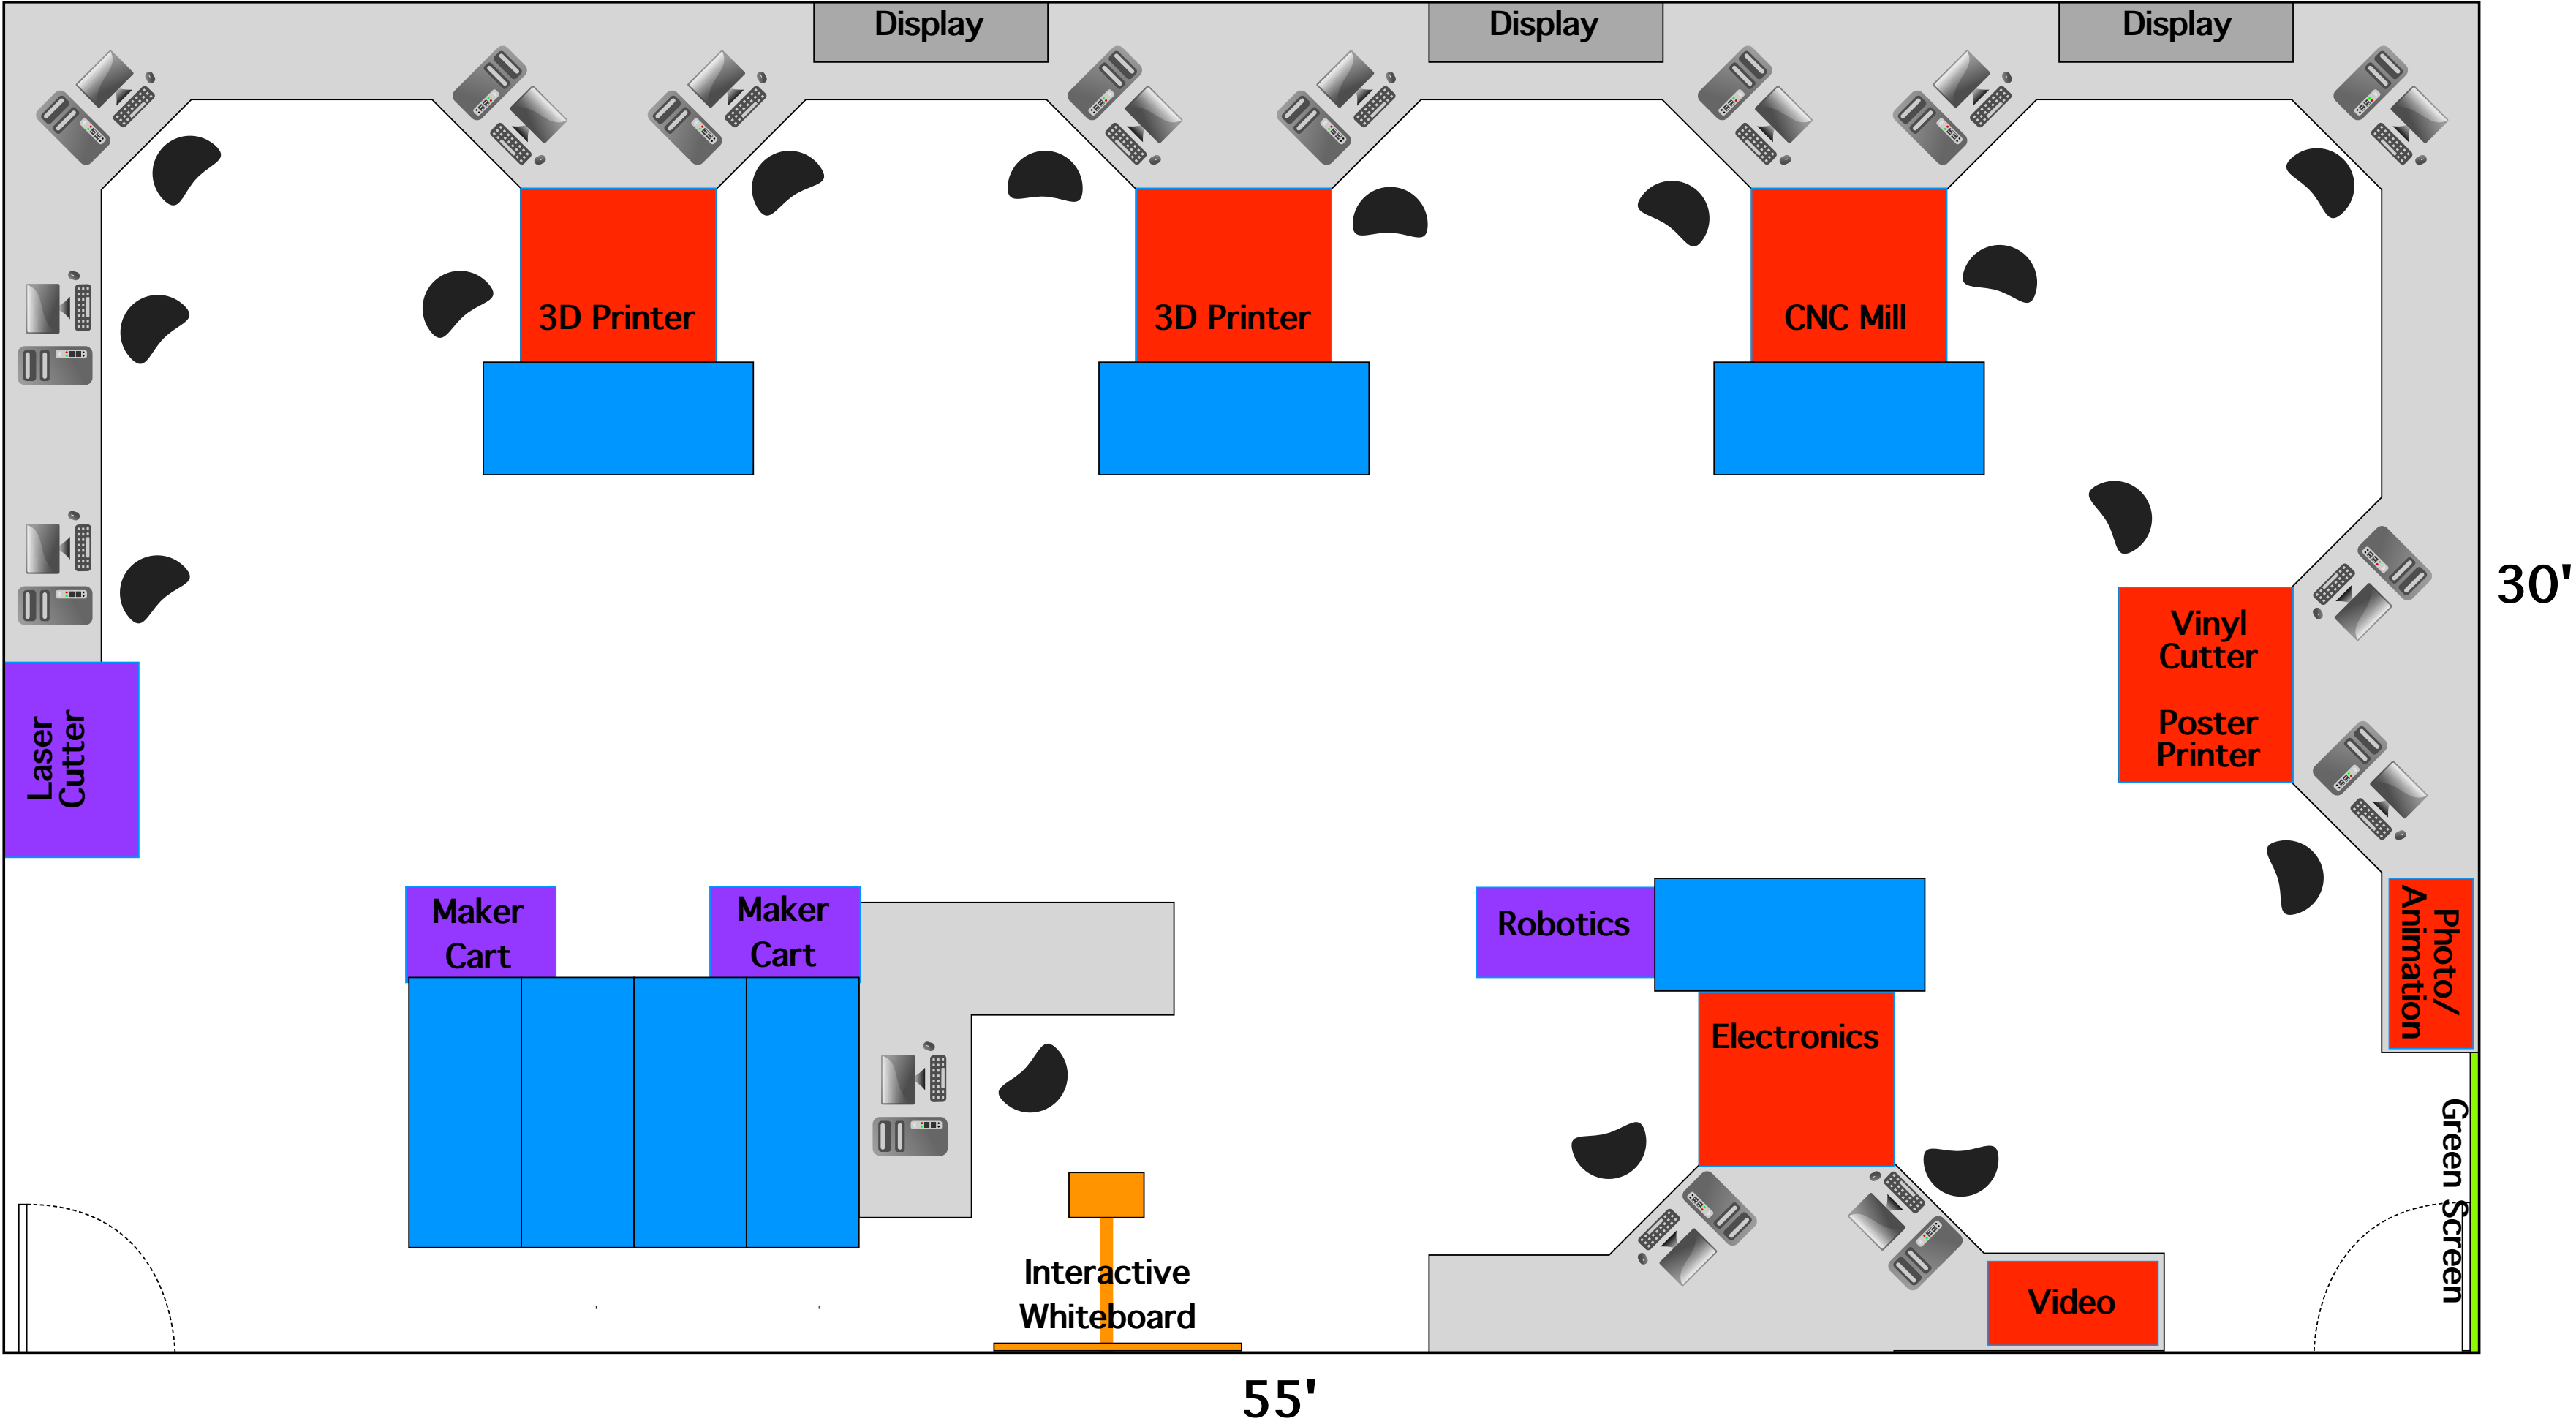 Display
Display
Display
3D Printer
3D Printer
CNC Mill
30'
Vinyl
Cutter
Poster
Printer
Laser
Cutter
Maker
Cart
Maker
Cart
Robotics
Photo/
Animation
Electronics
Green Screen
Interactive
Whiteboard
Video
55'